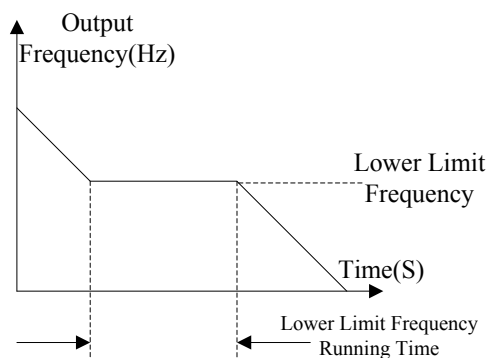 Output
Frequency(Hz)
Lower Limit
Frequency
Time(S)
Lower Limit Frequency
Running Time